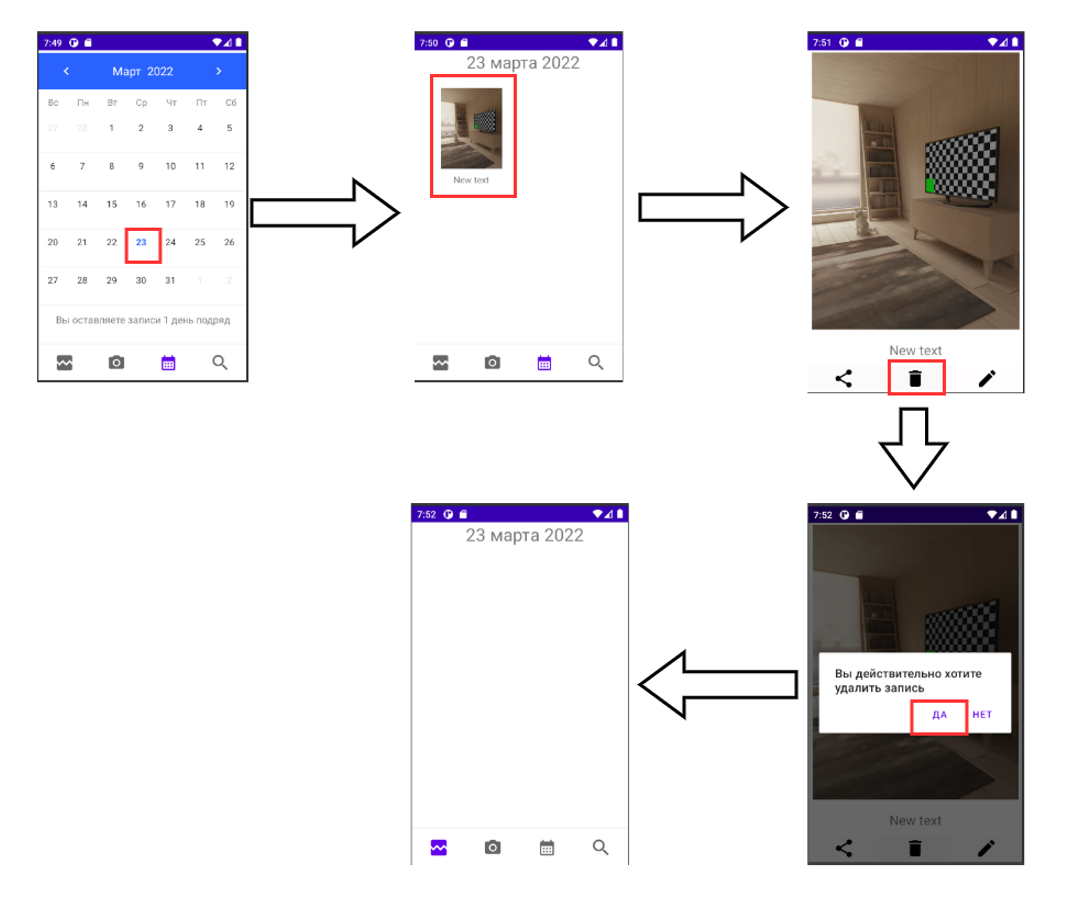 7:49
Март 2022
Вс Пн Вт Ср Чт Пт Сб
27 28 1 2 3 4 5
6 7 8 9 10 11 12
13 14 15 16 17 18 19
20 21 22 23 24 25 26
27 28 29 30 31 1 2
Вы оставляете записи 1 день подряд
7:50
23 марта 2022
New text
7:51
New text
7:52
Вы действительно хотите
удалить запись
ДА НЕТ
New text
7:52
23 марта 2022